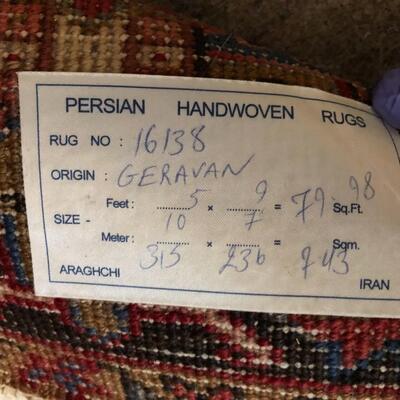 PERSIAN HANDWOVEN RUGS
RUG NO : 16138
ORIGIN : GERAVAN
Feet : 5 × 9 = 79.98 Sq.Ft.
SIZE - 10 7
Meter : × = Sqm.
315 236 743
ARAGHCHI IRAN